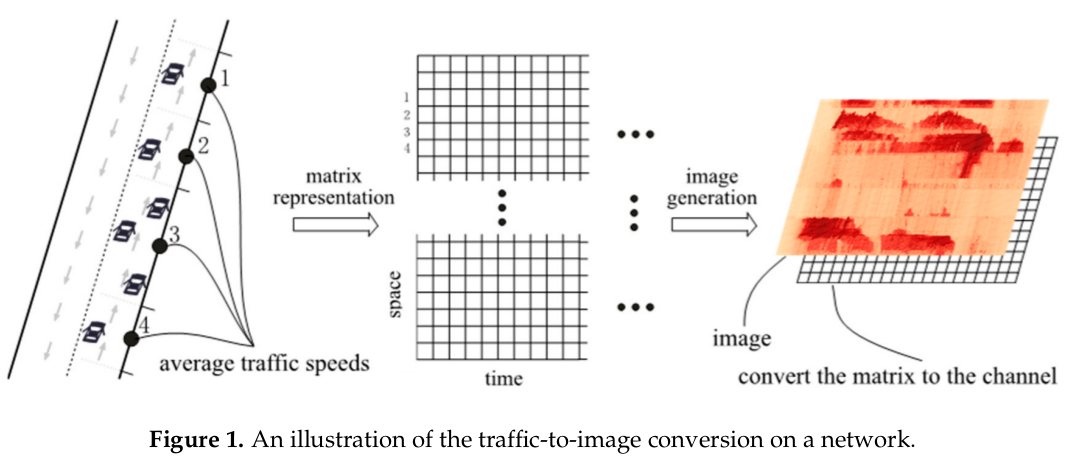 1
2
3
4
average traffic speeds
matrix
representation
1
2
3
4
space
time
image
generation
image
convert the matrix to the channel
Figure 1. An illustration of the traffic-to-image conversion on a network.